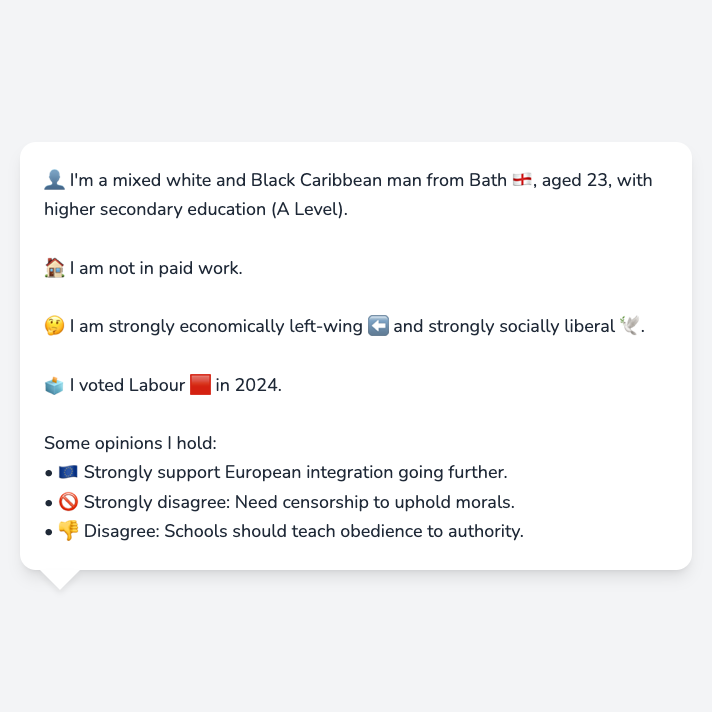 👤 I'm a mixed white and Black Caribbean man from Bath 🏴󠁧󠁢󠁥󠁮󠁧󠁿, aged 23, with
higher secondary education (A Level).
🏠 I am not in paid work.
🤔 I am strongly economically left-wing ⬅️ and strongly socially liberal 🕊️.
🗳️ I voted Labour 🟥 in 2024.
Some opinions I hold:
• 🇪🇺 Strongly support European integration going further.
• 🚫 Strongly disagree: Need censorship to uphold morals.
• 👎 Disagree: Schools should teach obedience to authority.